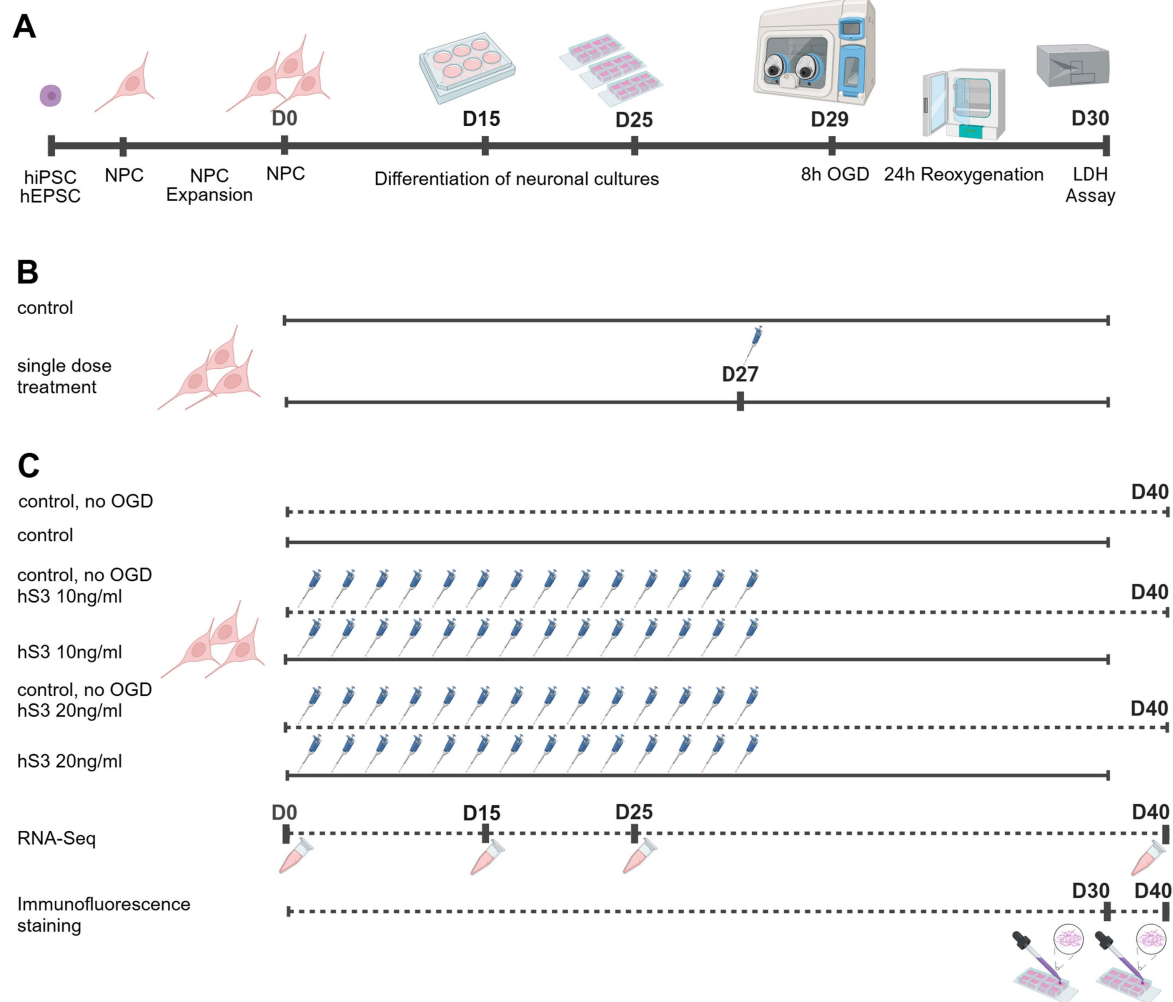 A
D0
D15
D25
D29
D30
hiPSC
hEPSC
NPC
NPC
Expansion
NPC
Differentiation of neuronal cultures
8h OGD
24h Reoxygenation
LDH
Assay
B
control
single dose
treatment
D27
C
control, no OGD
D40
control
control, no OGD
hS3 10ng/ml
D40
hS3 10ng/ml
control, no OGD
hS3 20ng/ml
D40
hS3 20ng/ml
D0
D15
D25
D40
RNA-Seq
Immunofluorescence
staining
D30
D40